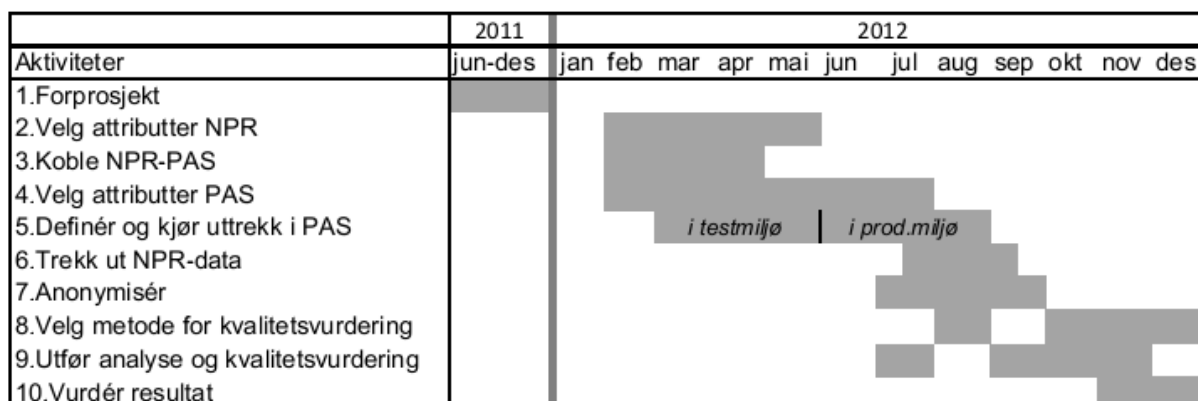 2011 2012
Aktiviteter jun-des jan feb mar apr mai jun jul aug sep okt nov des
1.Forprosjekt
2.Velg attributter NPR
3.Koble NPR-PAS
4.Velg attributter PAS
5.Definér og kjør uttrekk i PAS i testmiljø i prod.miljø
6.Trekk ut NPR-data
7.Anonymisér
8.Velg metode for kvalitetsvurdering
9.Utfør analyse og kvalitetsvurdering
10.Vurdér resultat